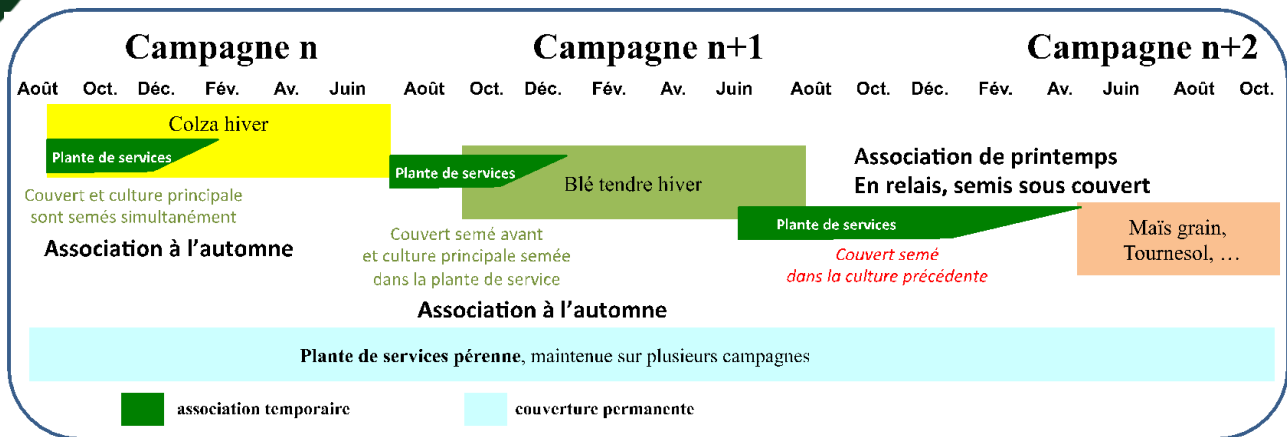 Campagne n Campagne n+1 Campagne n+2
Août Oct. Déc. Fév. Av. Juin Août Oct. Déc. Fév. Av. Juin Août Oct. Déc. Fév. Av. Juin Août Oct.
Colza hiver
Plante de services
Couvert et culture principale
sont semés simultanément
Association à l'automne
Plante de services
Blé tendre hiver
Couvert semé avant
et culture principale semée
dans la plante de service
Association à l'automne
Association de printemps
En relais, semis sous couvert
Plante de services
Couvert semé
dans la culture précédente
Maïs grain,
Tournesol, ...
Plante de services pérenne, maintenue sur plusieurs campagnes
association temporaire
couverture permanente